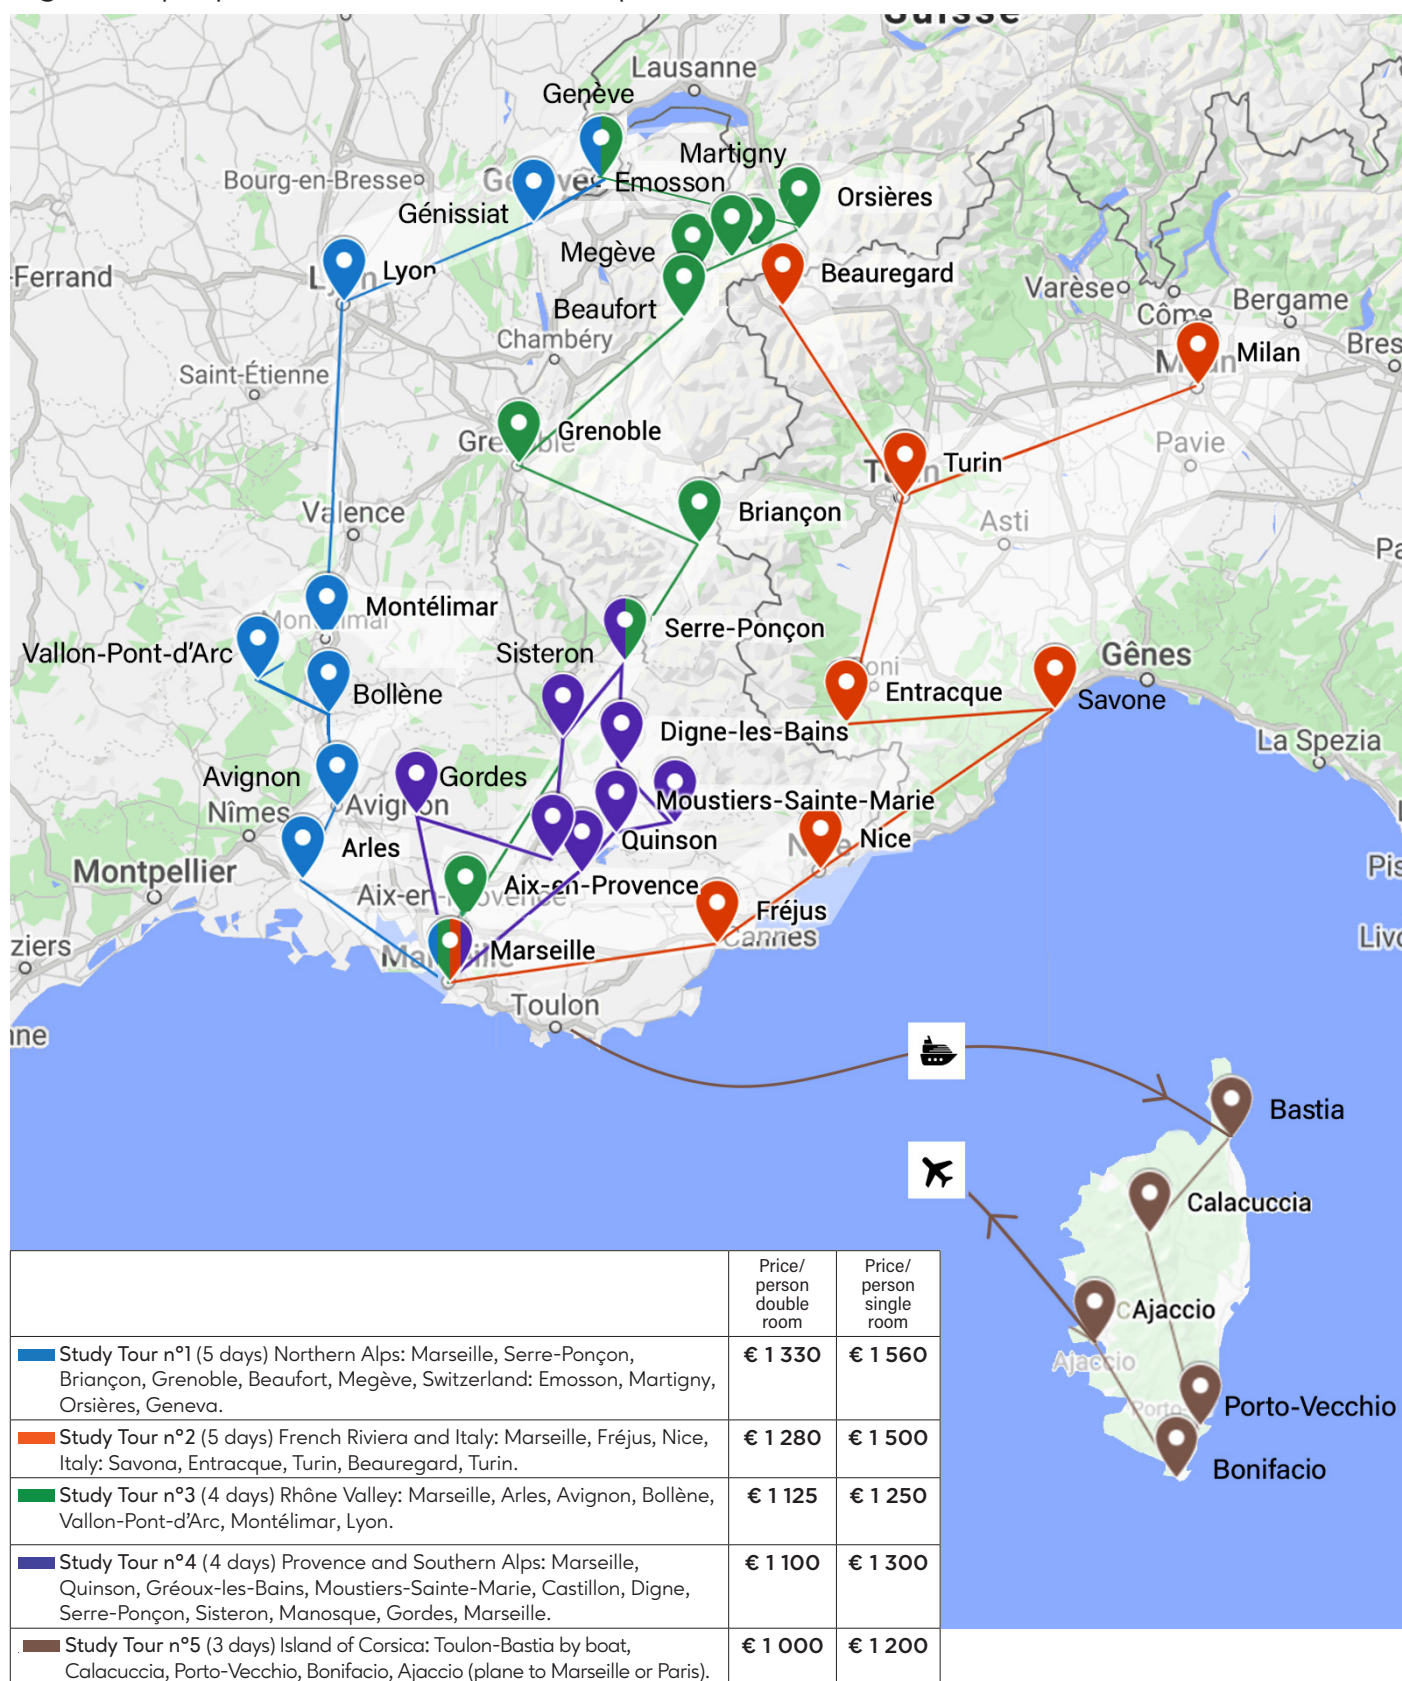 Suisse
Lausanne
Genève
Martigny
Bourg-en-Bresse
Emosson
Orsières
Génissiat
Megève
-Ferrand
Lyon
Beauregard
Varèse
Bergame
Beaufort
Côme
Chambéry
Milan
Bres
Saint-Étienne
Grenoble
Pavie
Turin
Valence
Briançon
Asti
Pa
Montélimar
Serre-Ponçon
Vallon-Pont-d'Arc
Sisteron
Gênes
Bollène
Entracque
Savone
Digne-les-Bains
La Spezia
Avignon
Gordes
Nîmes
Avignon
Moustiers-Sainte-Marie
Arles
Quinson
Nice
Montpellier
Pis
Aix-en-Provence
Fréjus
ziers
Marseille
Cannes
Livo
Toulon
nne
Bastia
Calacuccia
Ajaccio
Ajaccio
Porto-Vecchio
Bonifacio
Price/
person
double
room
Price/
person
single
room
Study Tour n°1 (5 days) Northern Alps: Marseille, Serre-Ponçon,
Briançon, Grenoble, Beaufort, Megève, Switzerland: Emosson, Martigny,
Orsières, Geneva.
€ 1 330
€ 1 560
Study Tour n°2 (5 days) French Riviera and Italy: Marseille, Fréjus, Nice,
Italy: Savona, Entracque, Turin, Beauregard, Turin.
€ 1 280
€ 1 500
Study Tour n°3 (4 days) Rhône Valley: Marseille, Arles, Avignon, Bollène,
Vallon-Pont-d'Arc, Montélimar, Lyon.
€ 1 125
€ 1 250
Study Tour n°4 (4 days) Provence and Southern Alps: Marseille,
Quinson, Gréoux-les-Bains, Moustiers-Sainte-Marie, Castillon, Digne,
Serre-Ponçon, Sisteron, Manosque, Gordes, Marseille.
€ 1 100
€ 1 300
Study Tour n°5 (3 days) Island of Corsica: Toulon-Bastia by boat,
Calacuccia, Porto-Vecchio, Bonifacio, Ajaccio (plane to Marseille or Paris).
€ 1 000
€ 1 200